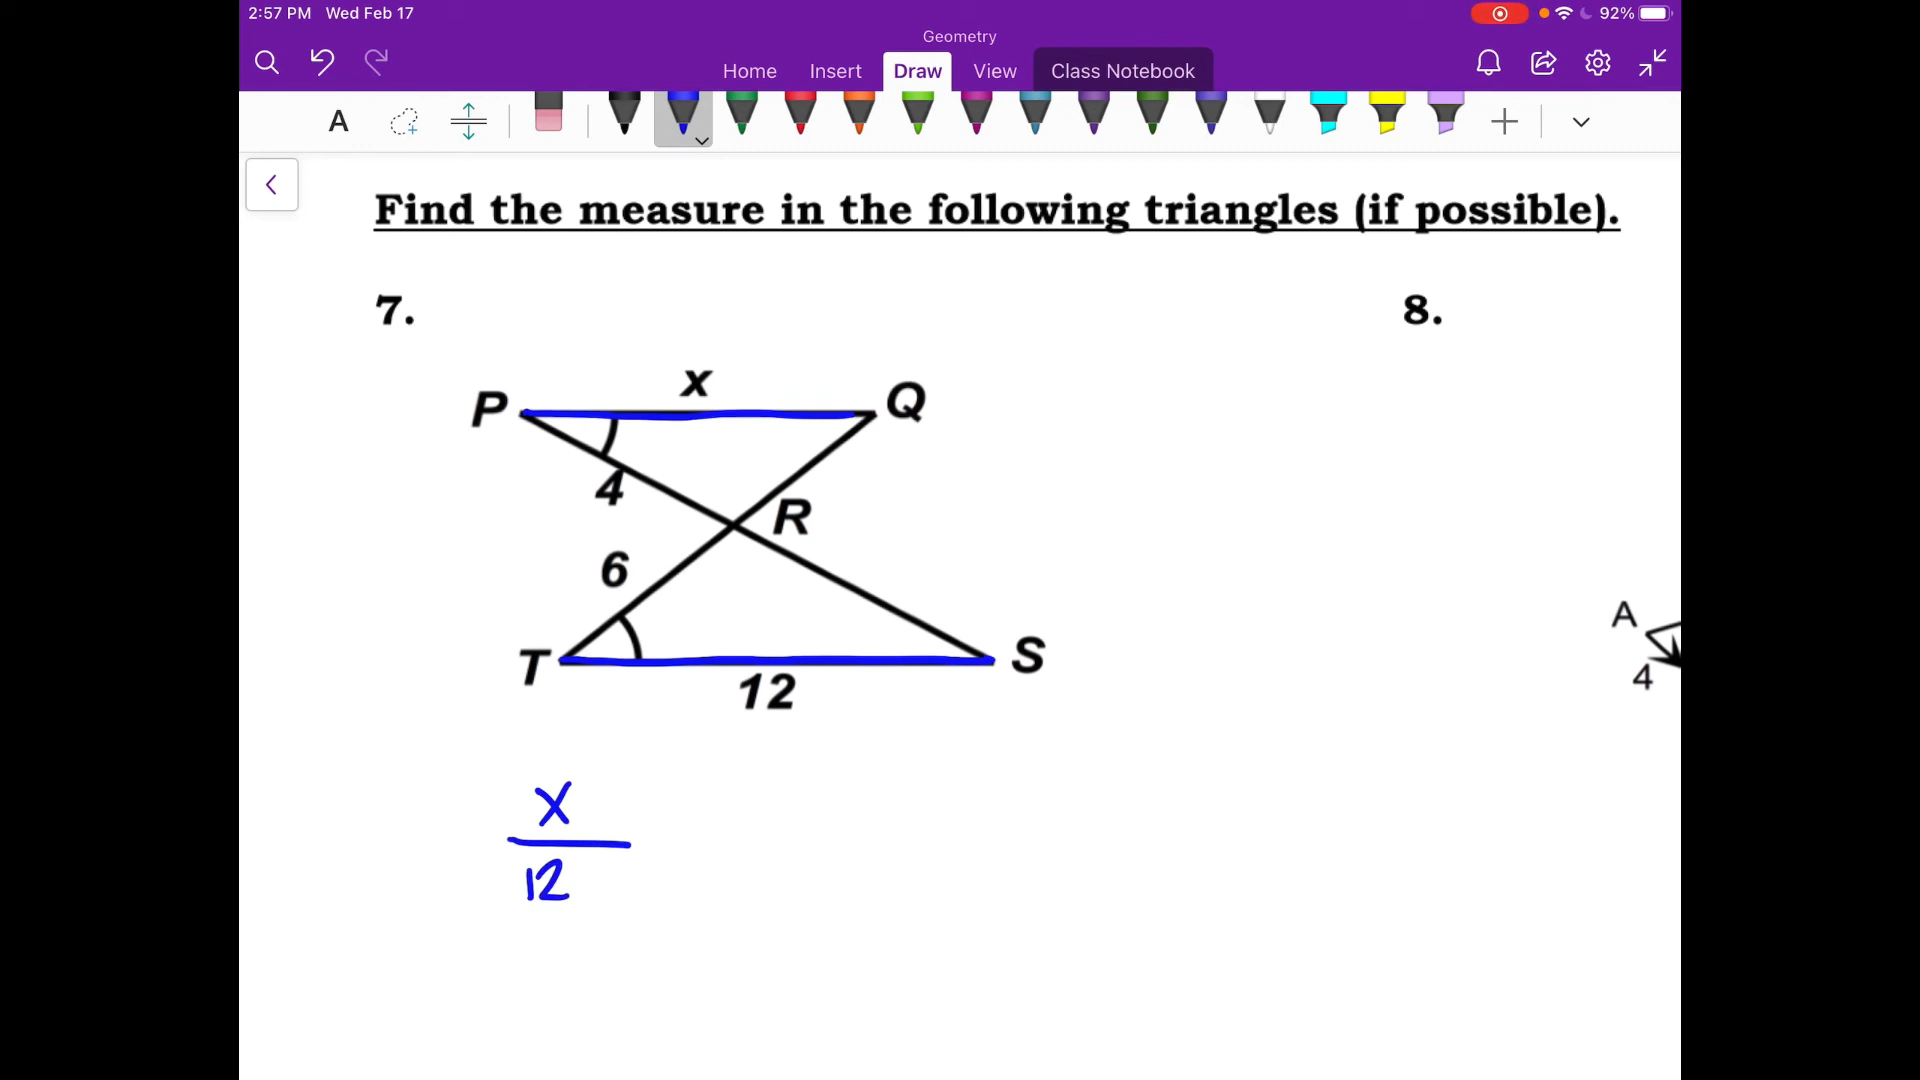 2:57 PM Wed Feb 17
92%
Geometry
Home Insert Draw View Class Notebook
A
Find the measure in the following triangles (if possible).
7. 8.
x
P Q
4
R
6
A
T S
4
12
x
12